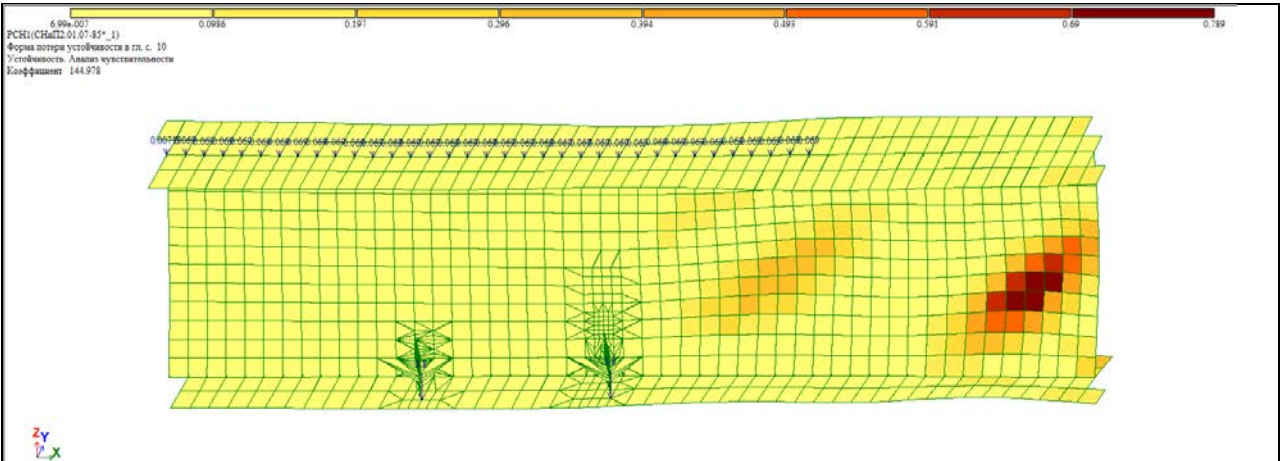 6.99e-007 0.0986 0.197 0.296 0.394 0.493 0.591 0.69 0.789
РСН1(СНиП2.01.07-85*_1)
Форма потери устойчивости в гл. с. 10
Устойчивость. Анализ чувствительности
Коэффициент 144.978
Z Y
X